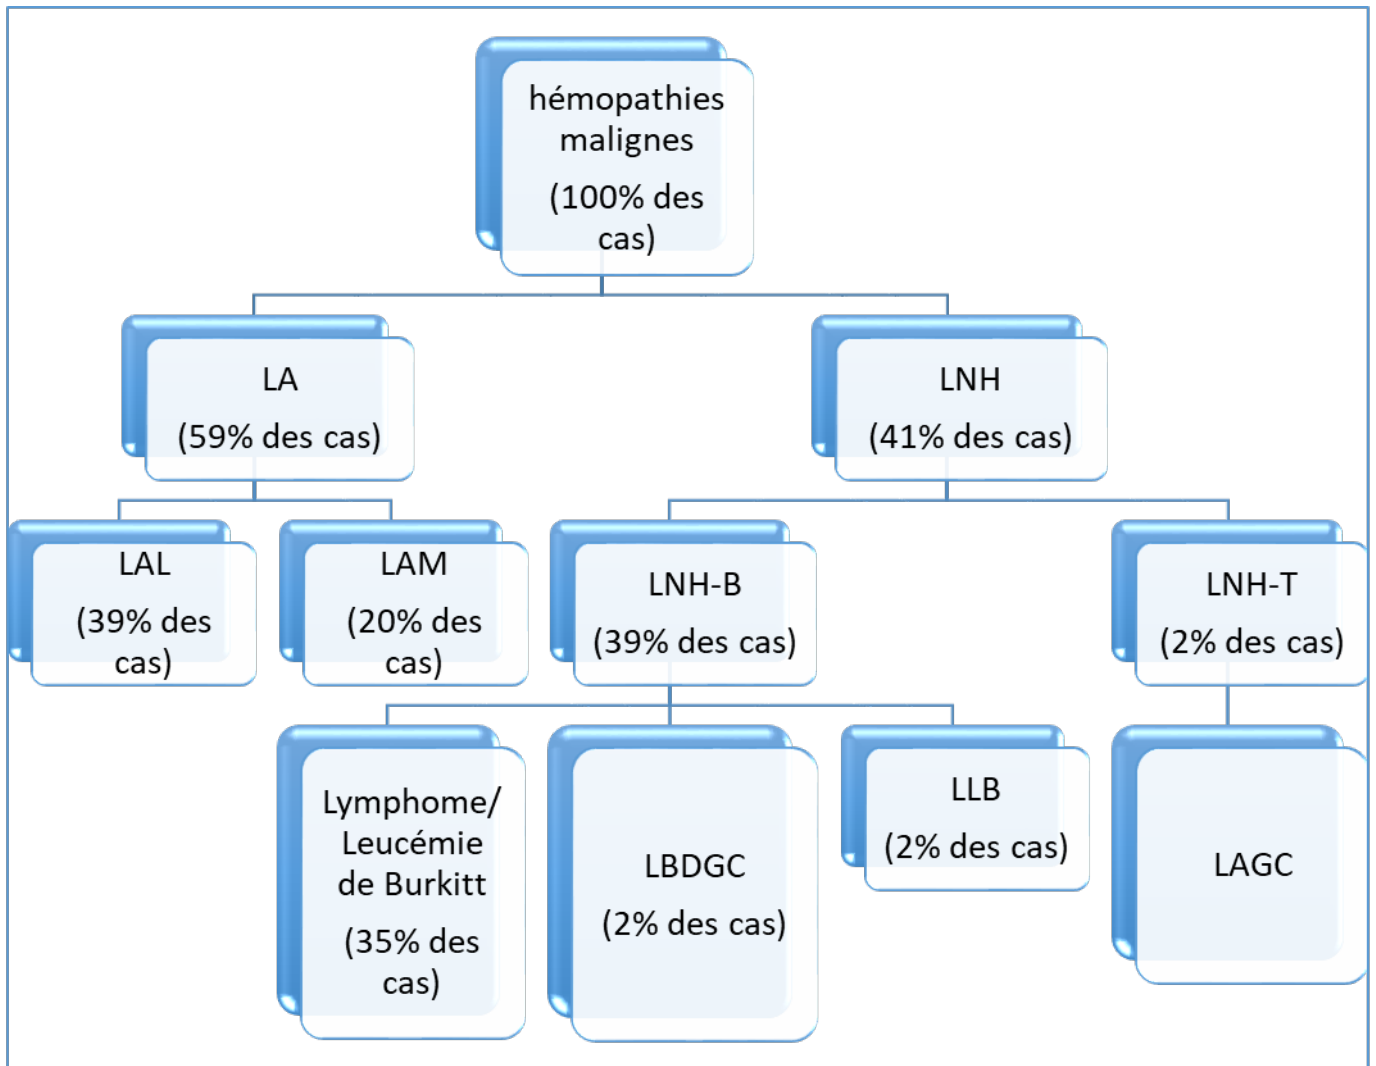 hémopathies
malignes
(100% des
cas)
LA
(59% des cas)
LNH
(41% des cas)
LAL
(39% des
cas)
LAM
(20% des
cas)
LNH-B
(39% des cas)
LNH-T
(2% des cas)
Lymphome/
Leucémie
de Burkitt
(35% des
cas)
LBDGC
(2% des cas)
LLB
(2% des cas)
LAGC